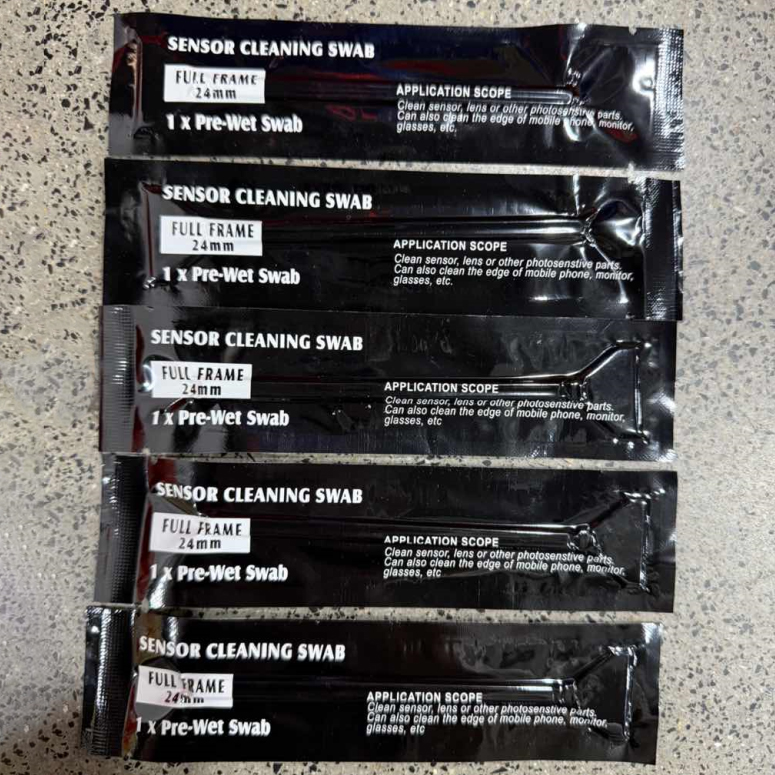 SENSOR CLEANING SWAB
FULL FRAME
24mm
1 x Pre-Wet Swab
APPLICATION SCOPE
Clean sensor, lens or other photosenstive parts.
Can also clean the edge of mobile phone, monitor,
glasses, etc.
SENSOR CLEANING SWAB
FULL FRAME
24mm
1 x Pre-Wet Swab
APPLICATION SCOPE
Clean sensor, lens or other photosenstive parts.
Can also clean the edge of mobile phone, monitor,
glasses, etc.
SENSOR CLEANING SWAB
FULL FRAME
24mm
1 x Pre-Wet Swab
APPLICATION SCOPE
Clean sensor, lens or other photosenstive parts.
Can also clean the edge of mobile phone, monitor,
glasses, etc
SENSOR CLEANING SWAB
FULL FRAME
24mm
1 x Pre-Wet Swab
APPLICATION SCOPE
Clean sensor, lens or other photosenstive parts.
Can also clean the edge of mobile phone, monitor,
glasses, etc
SENSOR CLEANING SWAB
FULL FRAME
24mm
1 x Pre-Wet Swab
APPLICATION SCOPE
Clean sensor, lens or other photosenstive parts.
Can also clean the edge of mobile phone, monitor,
glasses, etc